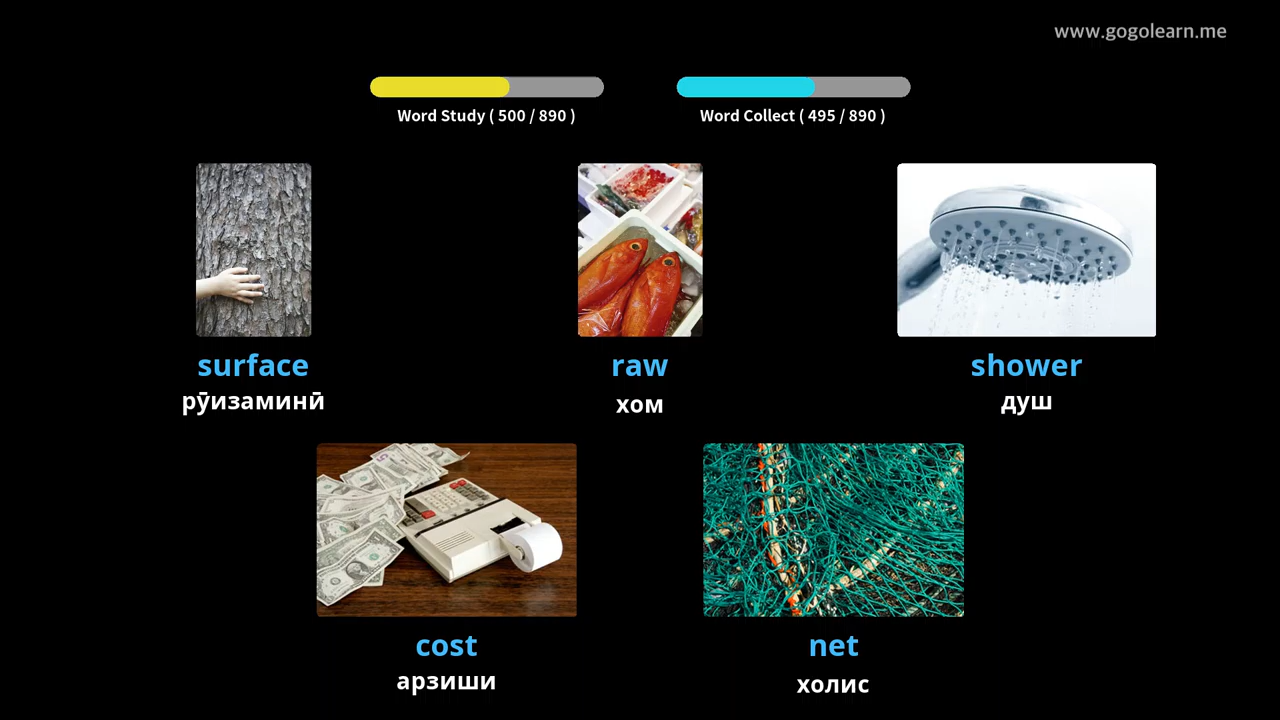 www.gogolearn.me
Word Study ( 500 / 890 )
Word Collect ( 495 / 890 )
surface
рӯизаминӣ
raw
хом
shower
душ
cost
арзиши
net
холис